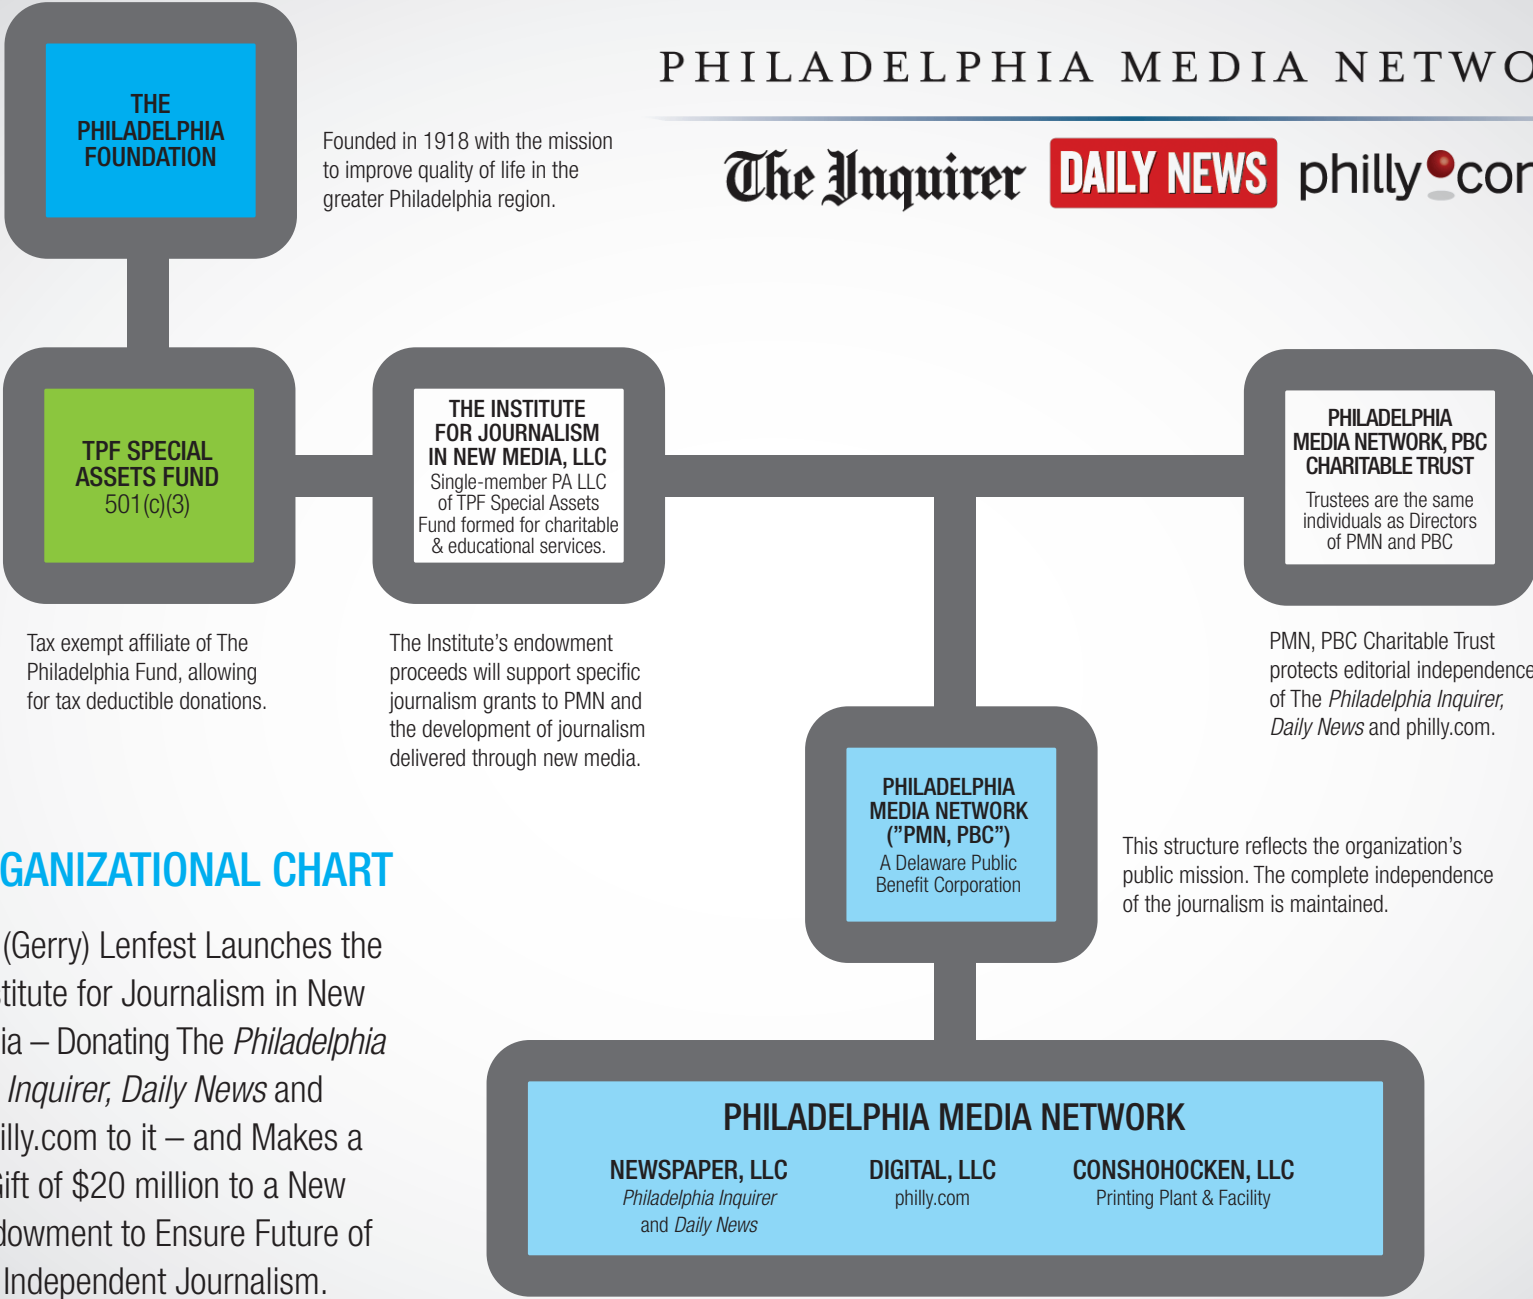 PHILADELPHIA MEDIA NETWO
The Inquirer
DAILY NEWS
philly.com
THE
PHILADELPHIA
FOUNDATION
Founded in 1918 with the mission
to improve quality of life in the
greater Philadelphia region.
TPF SPECIAL
ASSETS FUND
501(c)(3)
Tax exempt affiliate of The
Philadelphia Fund, allowing
for tax deductible donations.
THE INSTITUTE
FOR JOURNALISM
IN NEW MEDIA, LLC
Single-member PA LLC
of TPF Special Assets
Fund formed for charitable
& educational services.
The Institute’s endowment
proceeds will support specific
journalism grants to PMN and
the development of journalism
delivered through new media.
PHILADELPHIA
MEDIA NETWORK, PBC
CHARITABLE TRUST
Trustees are the same
individuals as Directors
of PMN and PBC
PMN, PBC Charitable Trust
protects editorial independence
of The Philadelphia Inquirer,
Daily News and philly.com.
PHILADELPHIA
MEDIA NETWORK
(”PMN, PBC”)
A Delaware Public
Benefit Corporation
This structure reflects the organization’s
public mission. The complete independence
of the journalism is maintained.
GANIZATIONAL CHART
(Gerry) Lenfest Launches the
stitute for Journalism in New
ia – Donating The Philadelphia
Inquirer, Daily News and
illy.com to it – and Makes a
Gift of $20 million to a New
dowment to Ensure Future of
Independent Journalism.
PHILADELPHIA MEDIA NETWORK
NEWSPAPER, LLC
Philadelphia Inquirer
and Daily News
DIGITAL, LLC
philly.com
CONSHOHOCKEN, LLC
Printing Plant & Facility